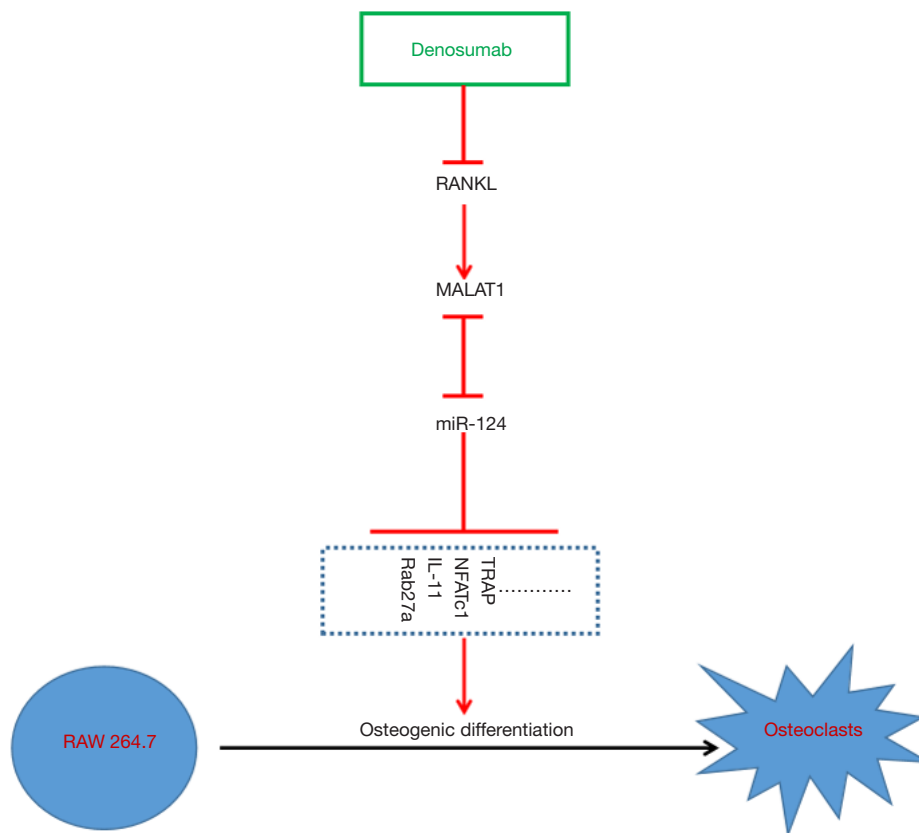 Denosumab
RANKL
MALAT1
miR-124
TRAP
NFATc1
IL-11
Rab27a
............
RAW 264.7
Osteogenic differentiation
Osteoclasts